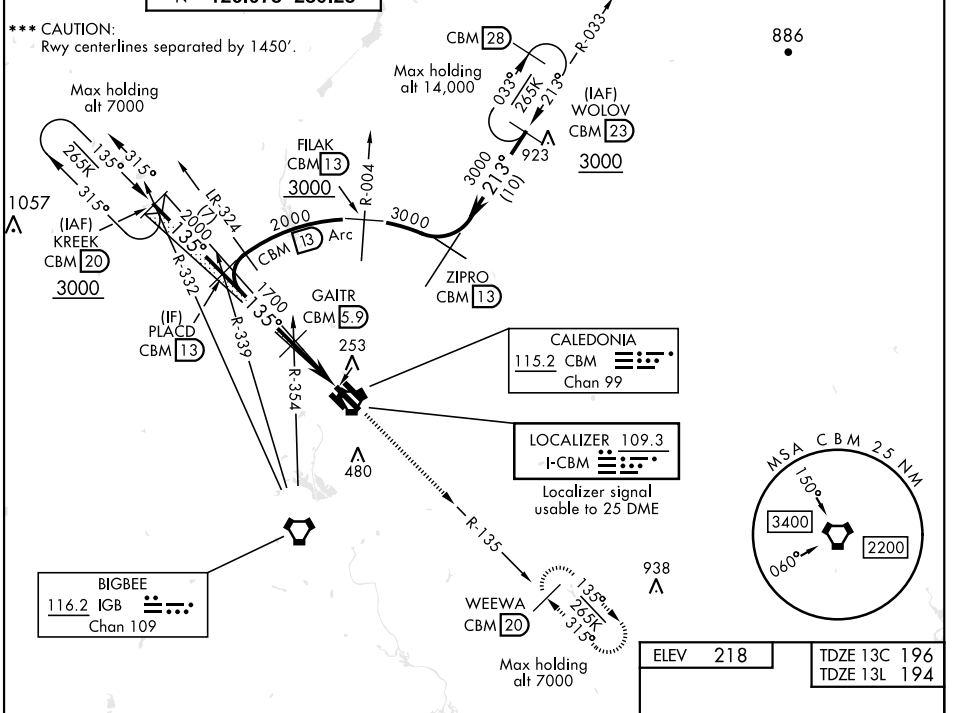 *** CAUTION:
Rwy centerlines separated by 1450'.
Max holding
alt 7000
135°
265K
315°
315°
1057
(IAF)
KREEK
CBM 20
3000
(IF)
PLACD
CBM 13
R-332
R-339
R-354
LR-324
2000
(7)
135°
1700
135°
FILAK
CBM 13
3000
R-004
2000
CBM 13 Arc
3000
CBM 28
Max holding
alt 14,000
033°
265K
213°
R-033
(IAF)
WOLOV
CBM 23
3000
923
886
3000
213°
(10)
ZIPRO
CBM 13
GAITR
CBM 5.9
253
480
CALEDONIA
115.2 CBM
Chan 99
LOCALIZER 109.3
I-CBM
Localizer signal
usable to 25 DME
R-135
BIGBEE
116.2 IGB
Chan 109
WEEWA
CBM 20
135°
265K
315°
Max holding
alt 7000
938
MSA CBM 25 NM
150°
3400
060°
2200
ELEV 218
TDZE 13C 196
TDZE 13L 194